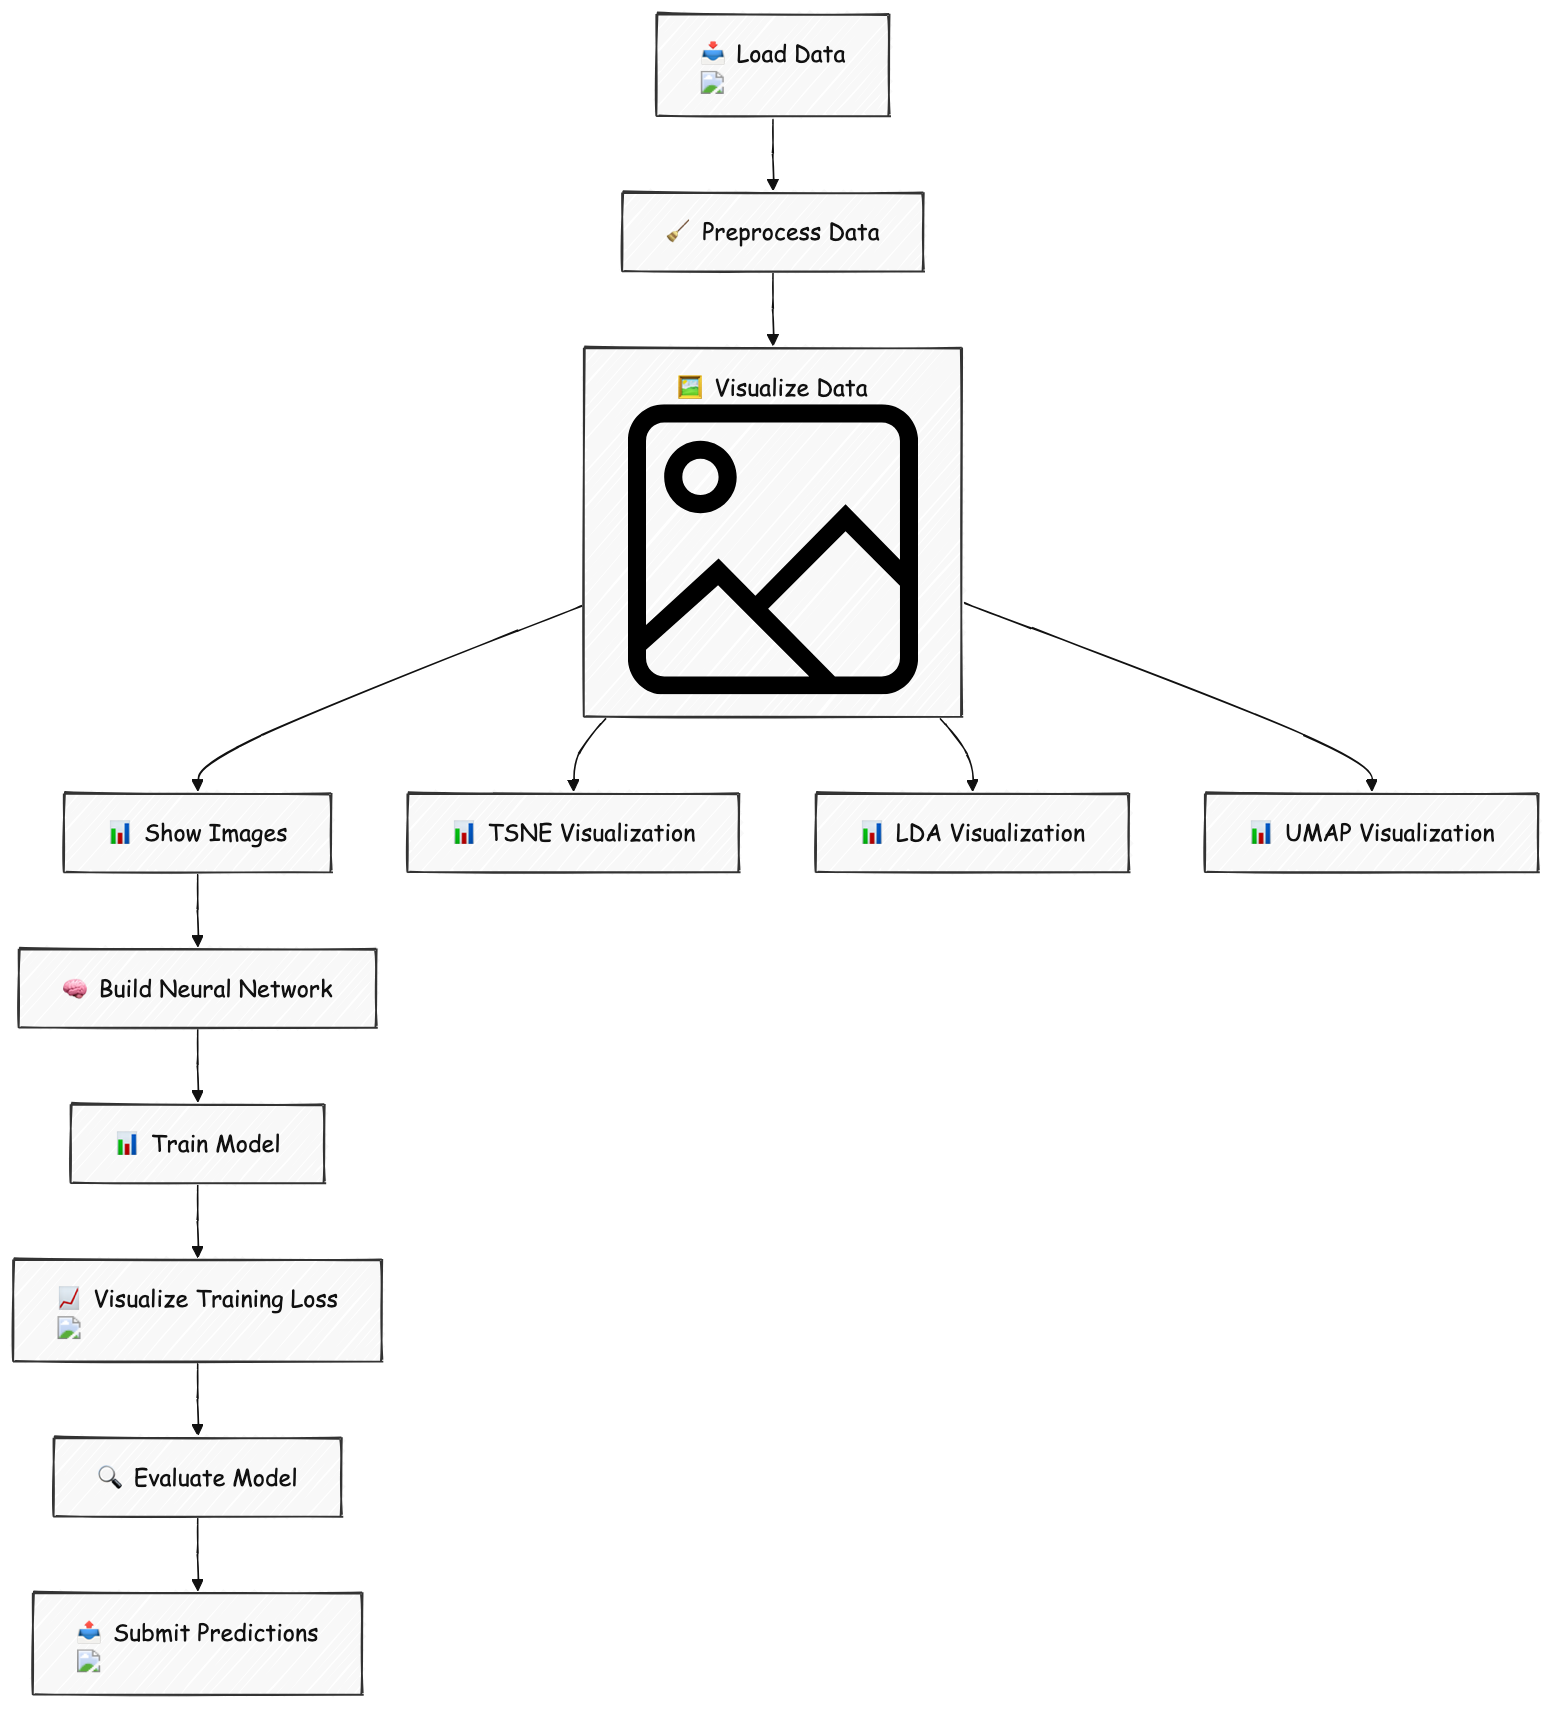 Load Data
Preprocess Data
Visualize Data
Show Images
TSNE Visualization
LDA Visualization
UMAP Visualization
Build Neural Network
Train Model
Visualize Training Loss
Evaluate Model
Submit Predictions